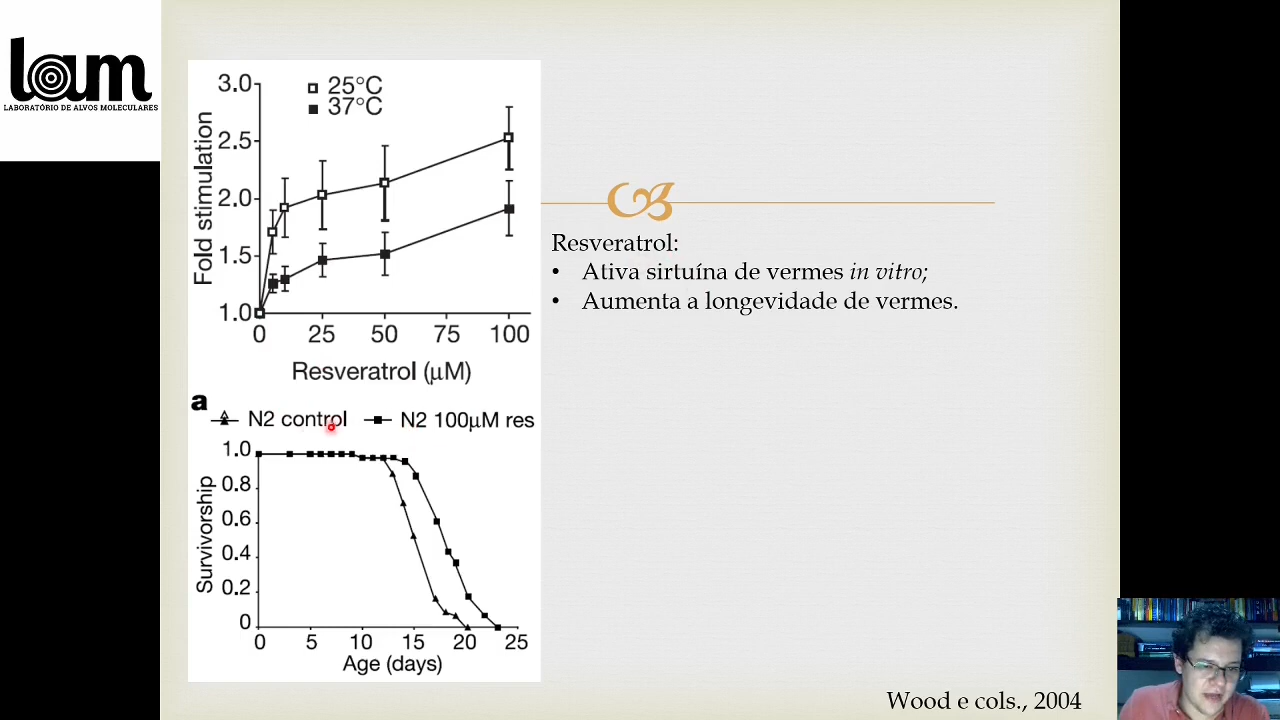 lam
LABORATÓRIO DE ALVOS MOLECULARES
3.0
25°C
37°C
2.5
2.0
1.5
1.0
Fold stimulation
0 25 50 75 100
Resveratrol (μM)
a
N2 control N2 100μM res
1.0
0.8
0.6
0.4
0.2
0
Survivorship
0 5 10 15 20 25
Age (days)
Resveratrol:
• Ativa sirtuína de vermes in vitro;
• Aumenta a longevidade de vermes.
Wood e cols., 2004